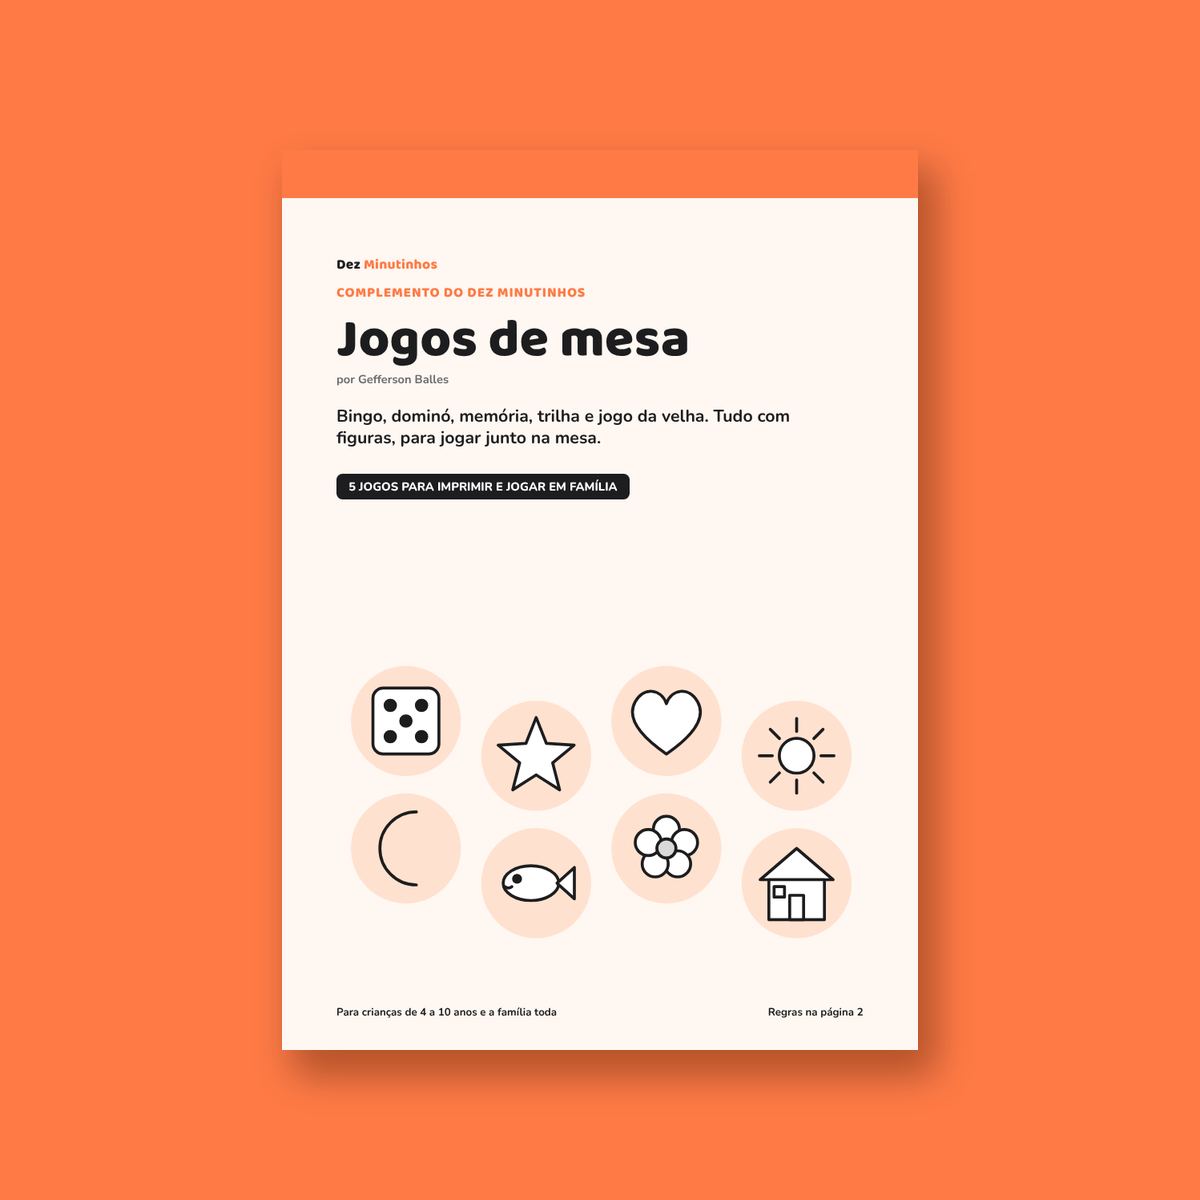 Dez Minutinhos
COMPLEMENTO DO DEZ MINUTINHOS
Jogos de mesa
por Gefferson Balles
Bingo, dominó, memória, trilha e jogo da velha. Tudo com
figuras, para jogar junto na mesa.
5 JOGOS PARA IMPRIMIR E JOGAR EM FAMÍLIA
Para crianças de 4 a 10 anos e a família toda
Regras na página 2